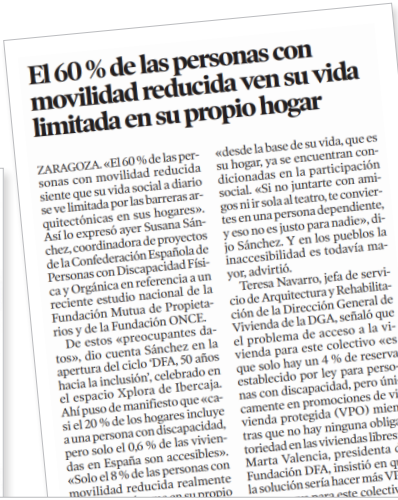 El 60 % de las personas con
movilidad reducida ven su vida
limitada en su propio hogar
ZARAGOZA. «El 60 % de las per-
sonas con movilidad reducida
siente que su vida social a diario
se ve limitada por las barreras ar-
quitectónicas en sus hogares».
Así lo expresó ayer Susana Sán-
chez, coordinadora de proyectos
de la Confederación Española de
Personas con Discapacidad Físi-
ca y Orgánica en referencia a un
reciente estudio nacional de la
Fundación Mutua de Propieta-
rios y de la Fundación ONCE.
De estos «preocupantes da-
tos», dio cuenta Sánchez en la
apertura del ciclo 'DFA, 50 años
hacia la inclusión', celebrado en
el espacio Xplora de Ibercaja.
Ahí puso de manifiesto que «ca-
si el 20 % de los hogares incluye
a una persona con discapacidad,
pero solo el 0,6 % de las vivien-
das en España son accesibles».
«Solo el 8 % de las personas con
movilidad reducida realmente
en su propio
«desde la base de su vida, que es
su hogar, ya se encuentran con-
dicionadas en la participación
social. «Si no juntarte con ami-
gos ni ir sola al teatro, te convier-
tes en una persona dependiente,
y eso no es justo para nadie», di-
jo Sánchez. Y en los pueblos la
inaccesibilidad es todavía ma-
yor, advirtió.
Teresa Navarro, jefa de servi-
cio de Arquitectura y Rehabilita-
ción de la Dirección General de
Vivienda de la DGA, señaló que
el problema de acceso a la vi-
vienda para este colectivo «es
que solo hay un 4 % de reserva
establecido por ley para perso-
nas con discapacidad, pero úni-
camente en promociones de vi-
vienda protegida (VPO) mien-
tras que no hay ninguna obliga-
toriedad en las viviendas libres
Marta Valencia, presidenta
Fundación DFA, insistió en qu
la solución sería hacer más VP
para este colecti